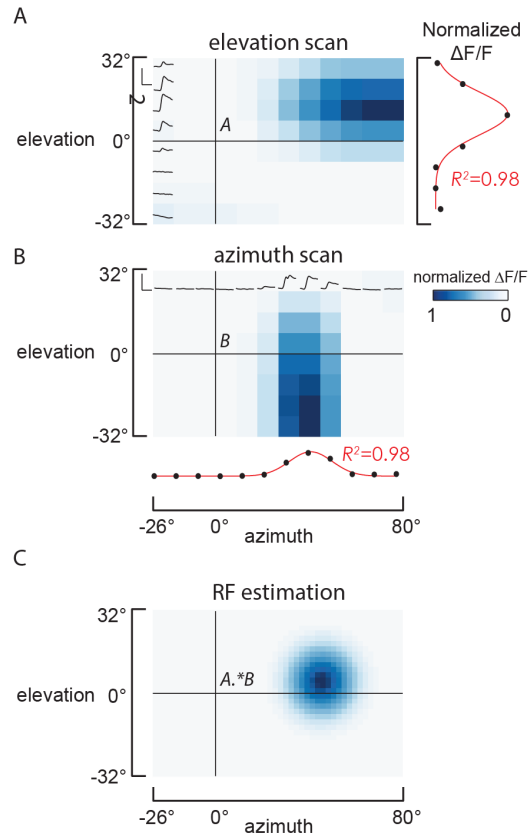 A
elevation scan
Normalized
ΔF/F
32°
2
A
elevation
0°
R²=0.98
-32°
B
azimuth scan
32°
normalized ΔF/F
1 0
B
elevation
0°
-32°
R²=0.98
-26° 0° 80°
azimuth
C
RF estimation
32°
A.*B
elevation
0°
-32°
-26° 0° 80°
azimuth